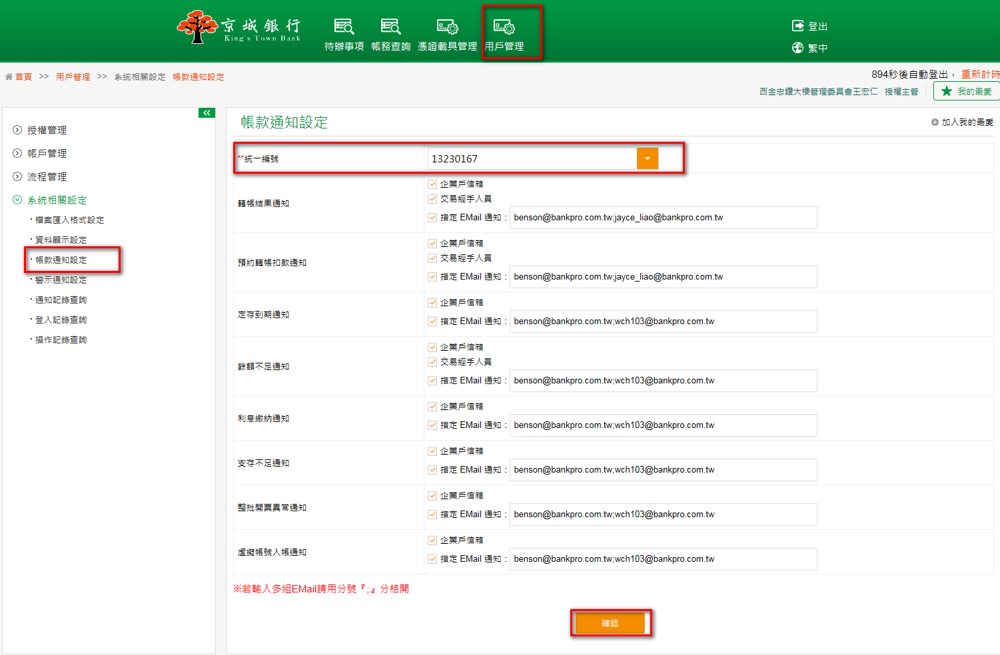 京城銀行
King's Town Bank
待辦事項
帳務查詢
憑證載具管理
用戶管理
登出
繁中
首頁 >> 用戶管理 >> 系統相關設定 帳款通知設定
894秒後自動登出， 重新計時
西金忠鑽大樓管理委員會王宏仁 授權主管
我的最愛
授權管理
帳戶管理
流程管理
系統相關設定
・檔案匯入格式設定
・資料顯示設定
・帳款通知設定
・警示通知設定
・通知記錄查詢
・登入記錄查詢
・操作記錄查詢
帳款通知設定
加入我的最愛
**統一編號
13230167
轉帳結果通知
企業戶信箱
交易經手人員
指定 EMail 通知： benson@bankpro.com.tw;jayce_liao@bankpro.com.tw
預約轉帳扣款通知
企業戶信箱
交易經手人員
指定 EMail 通知： benson@bankpro.com.tw;jayce_liao@bankpro.com.tw
定存到期通知
企業戶信箱
指定 EMail 通知： benson@bankpro.com.tw;wch103@bankpro.com.tw
餘額不足通知
企業戶信箱
交易經手人員
指定 EMail 通知： benson@bankpro.com.tw;wch103@bankpro.com.tw
利息繳納通知
企業戶信箱
指定 EMail 通知： benson@bankpro.com.tw;wch103@bankpro.com.tw
支存不足通知
企業戶信箱
指定 EMail 通知： benson@bankpro.com.tw;wch103@bankpro.com.tw
整批開票異常通知
企業戶信箱
指定 EMail 通知： benson@bankpro.com.tw;wch103@bankpro.com.tw
虛擬帳號入帳通知
企業戶信箱
指定 EMail 通知： benson@bankpro.com.tw;wch103@bankpro.com.tw
※若輸入多組EMail請用分號『;』分格開
確認